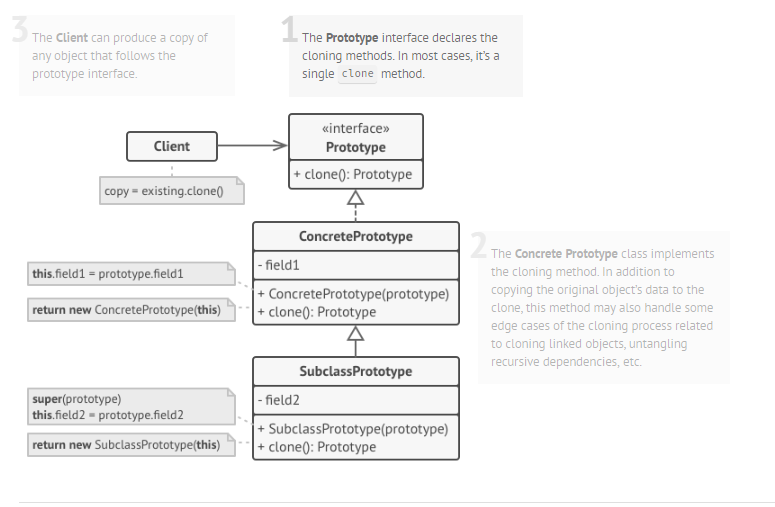 3
The Client can produce a copy of
any object that follows the
prototype interface.
1
The Prototype interface declares the
cloning methods. In most cases, it's a
single clone method.
Client
copy = existing.clone()
«interface»
Prototype
+ clone(): Prototype
ConcretePrototype
- field1
+ ConcretePrototype(prototype)
+ clone(): Prototype
this.field1 = prototype.field1
return new ConcretePrototype(this)
2
The Concrete Prototype class implements
the cloning method. In addition to
copying the original object's data to the
clone, this method may also handle some
edge cases of the cloning process related
to cloning linked objects, untangling
recursive dependencies, etc.
SubclassPrototype
- field2
+ SubclassPrototype(prototype)
+ clone(): Prototype
super(prototype)
this.field2 = prototype.field2
return new SubclassPrototype(this)